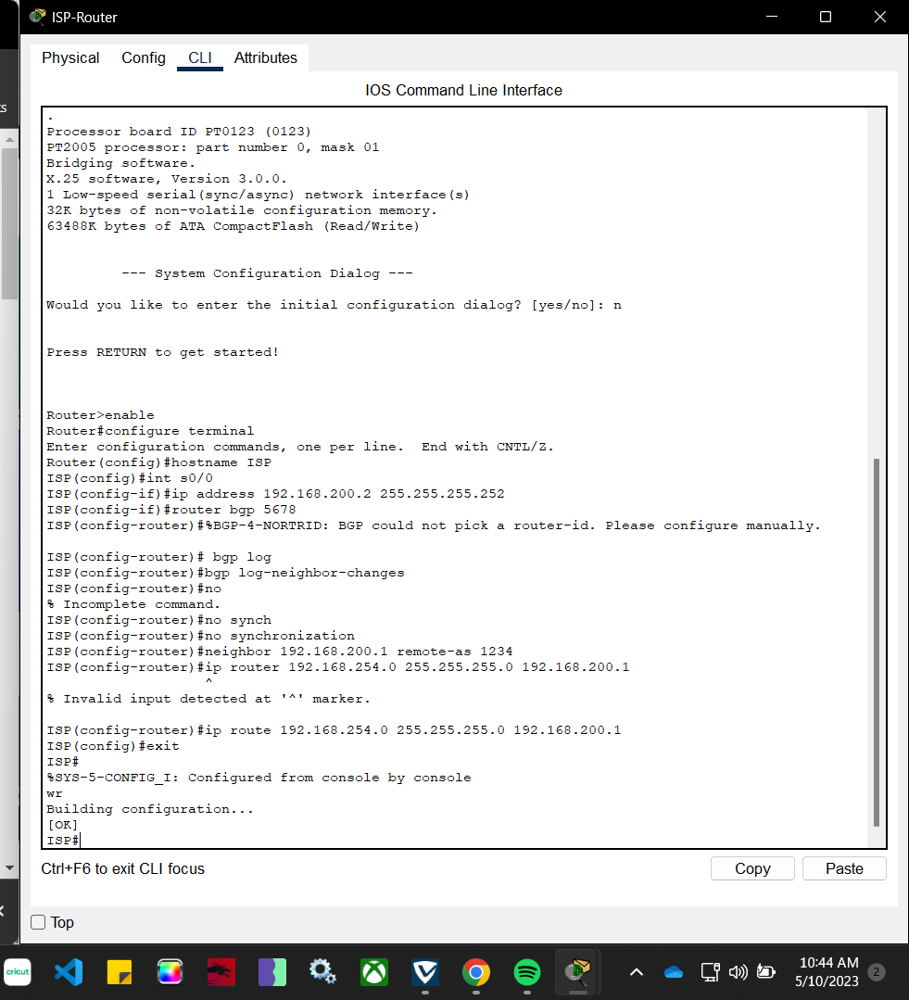 ISP-Router
Physical Config CLI Attributes
IOS Command Line Interface
.
Processor board ID PT0123 (0123)
PT2005 processor: part number 0, mask 01
Bridging software.
X.25 software, Version 3.0.0.
1 Low-speed serial(sync/async) network interface(s)
32K bytes of non-volatile configuration memory.
63488K bytes of ATA CompactFlash (Read/Write)
--- System Configuration Dialog ---
Would you like to enter the initial configuration dialog? [yes/no]: n
Press RETURN to get started!
Router>enable
Router#configure terminal
Enter configuration commands, one per line.  End with CNTL/Z.
Router(config)#hostname ISP
ISP(config)#int s0/0
ISP(config-if)#ip address 192.168.200.2 255.255.255.252
ISP(config-if)#router bgp 5678
ISP(config-router)#%BGP-4-NORTRID: BGP could not pick a router-id. Please configure manually.
ISP(config-router)# bgp log
ISP(config-router)#bgp log-neighbor-changes
ISP(config-router)#no
% Incomplete command.
ISP(config-router)#no synch
ISP(config-router)#no synchronization
ISP(config-router)#neighbor 192.168.200.1 remote-as 1234
ISP(config-router)#ip router 192.168.254.0 255.255.255.0 192.168.200.1
^
% Invalid input detected at '^' marker.
ISP(config-router)#ip route 192.168.254.0 255.255.255.0 192.168.200.1
ISP(config)#exit
ISP#
%SYS-5-CONFIG_I: Configured from console by console
wr
Building configuration...
[OK]
ISP#
Ctrl+F6 to exit CLI focus
Copy Paste
Top
cricut
10:44 AM
5/10/2023
2